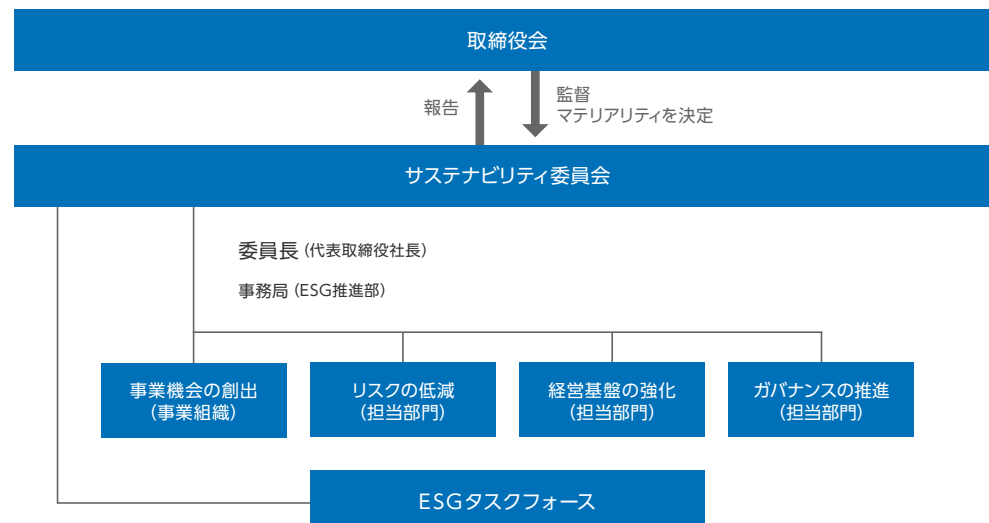 取締役会
報告
監督
マテリアリティを決定
サステナビリティ委員会
委員長（代表取締役社長）
事務局（ESG推進部）
事業機会の創出
（事業組織）
リスクの低減
（担当部門）
経営基盤の強化
（担当部門）
ガバナンスの推進
（担当部門）
ESGタスクフォース